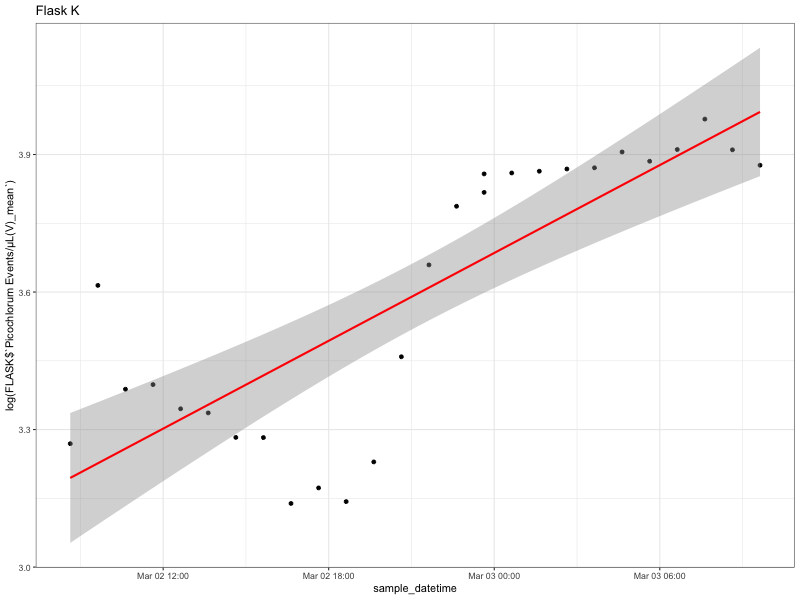 Flask K
log(FLASK$`Picochlorum Events/μL(V)_mean`)
3.9
3.6
3.3
3.0
Mar 02 12:00
Mar 02 18:00
Mar 03 00:00
Mar 03 06:00
sample_datetime